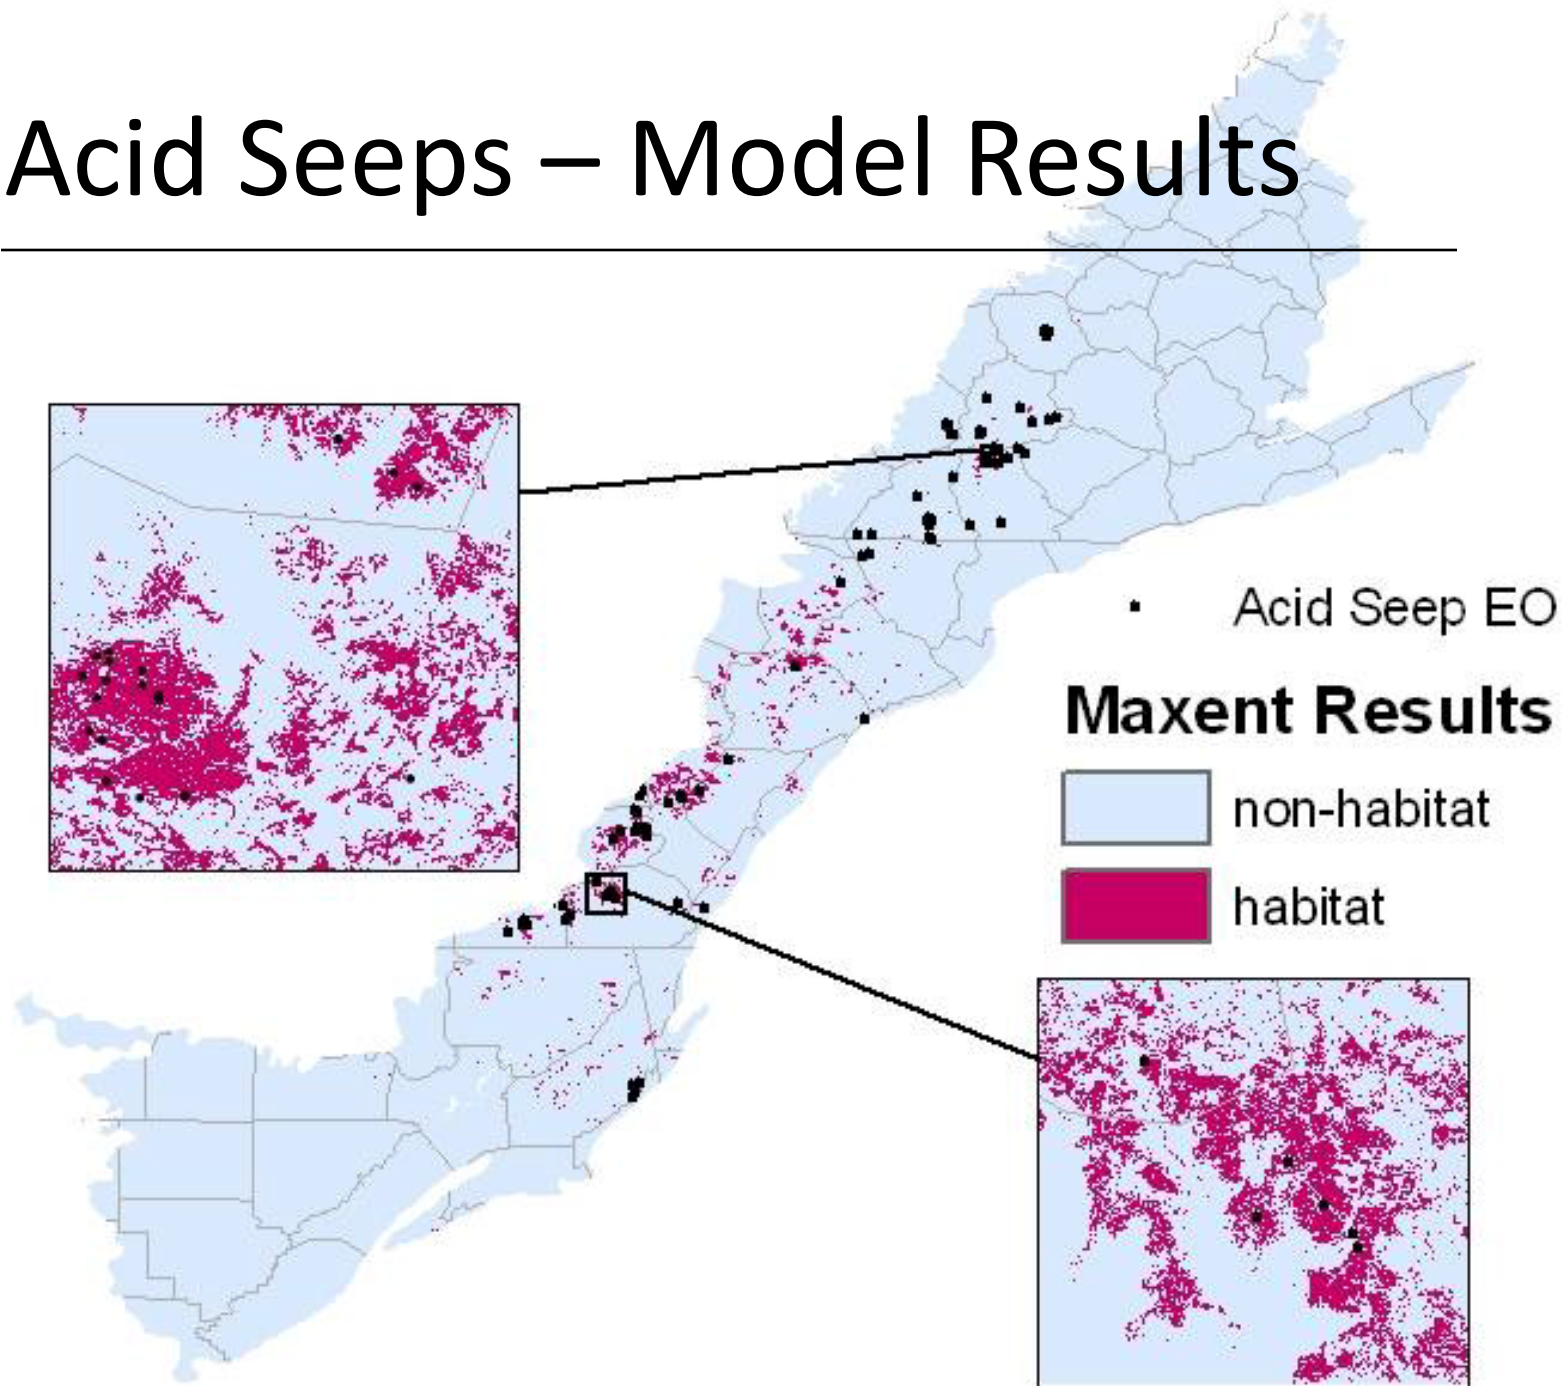 Acid Seeps – Model Results
Acid Seep EO
Maxent Results
non-habitat
habitat